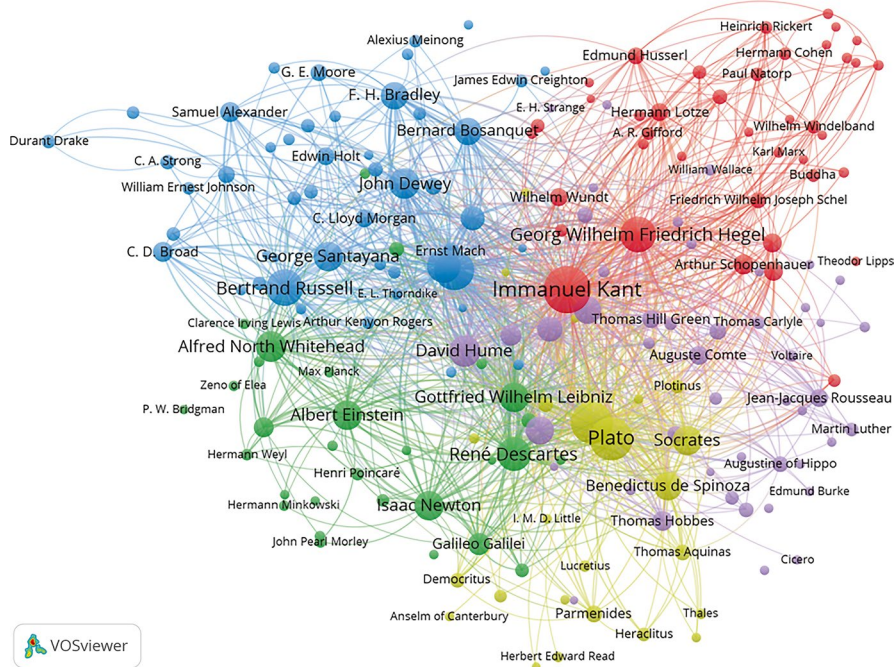 Heinrich Rickert
Alexius Meinong
Hermann Cohen
Edmund Husserl
G. E. Moore
Paul Natorp
James Edwin Creighton
F. H. Bradley
E. H. Strange
Samuel Alexander
Hermann Lotze
Bernard Bosanquet
Wilhelm Windelband
A. R. Gifford
Durant Drake
Karl Marx
Edwin Holt
C. A. Strong
William Wallace
Buddha
John Dewey
William Ernest Johnson
Wilhelm Wundt
Friedrich Wilhelm Joseph Schel
C. Lloyd Morgan
Georg Wilhelm Friedrich Hegel
C. D. Broad
Ernst Mach
George Santayana
Theodor Lipps
Arthur Schopenhauer
Bertrand Russell
Immanuel Kant
E. L. Thorndike
Clarence Irving Lewis
Arthur Kenyon Rogers
Thomas Hill Green
Thomas Carlyle
Alfred North Whitehead
David Hume
Auguste Comte
Voltaire
Max Planck
Zeno of Elea
Plotinus
Gottfried Wilhelm Leibniz
Jean-Jacques Rousseau
P. W. Bridgman
Albert Einstein
Martin Luther
Plato
Socrates
Hermann Weyl
René Descartes
Augustine of Hippo
Henri Poincaré
Benedictus de Spinoza
Edmund Burke
Hermann Minkowski
Isaac Newton
I. M. D. Little
Thomas Hobbes
John Pearl Morley
Galileo Galilei
Thomas Aquinas
Cicero
Lucretius
Democritus
Anselm of Canterbury
Parmenides
Thales
Heraclitus
VOSviewer
Herbert Edward Read